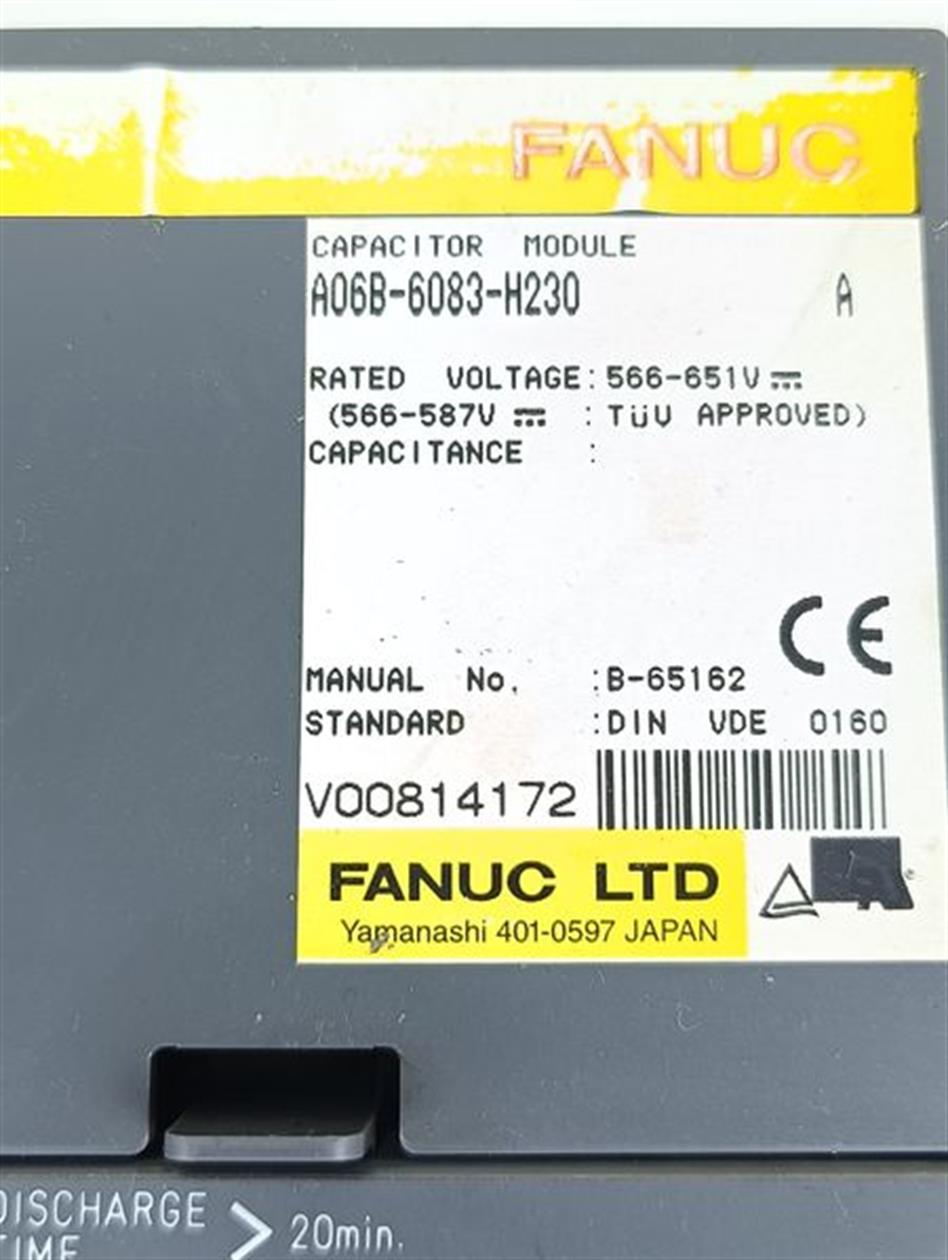 FANUC
CAPACITOR MODULE
A06B-6083-H230 A
RATED VOLTAGE:566-651V⎓
(566-587V⎓ :TüV APPROVED)
CAPACITANCE :
CE
MANUAL No. :B-65162
STANDARD :DIN VDE 0160
V00814172
FANUC LTD
Yamanashi 401-0597 JAPAN
DISCHARGE
TIME > 20min.